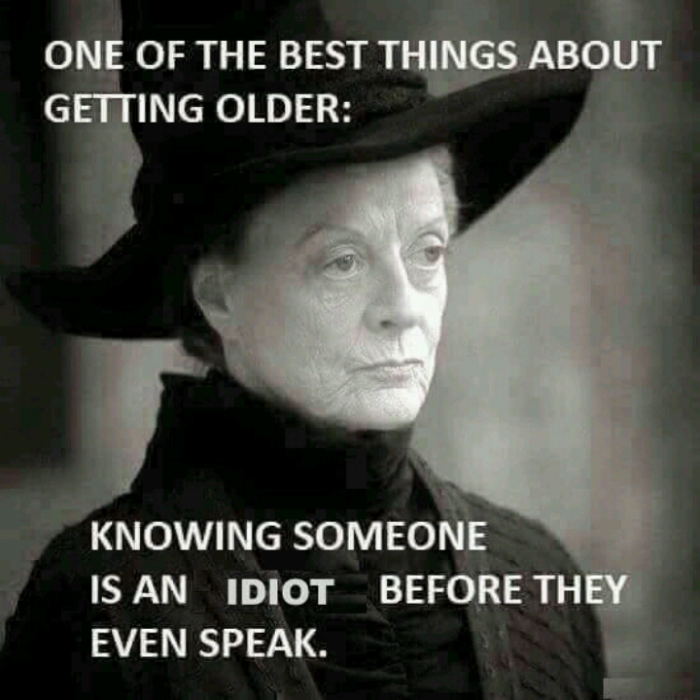 ONE OF THE BEST THINGS ABOUT
GETTING OLDER:
KNOWING SOMEONE
IS AN IDIOT BEFORE THEY
EVEN SPEAK.